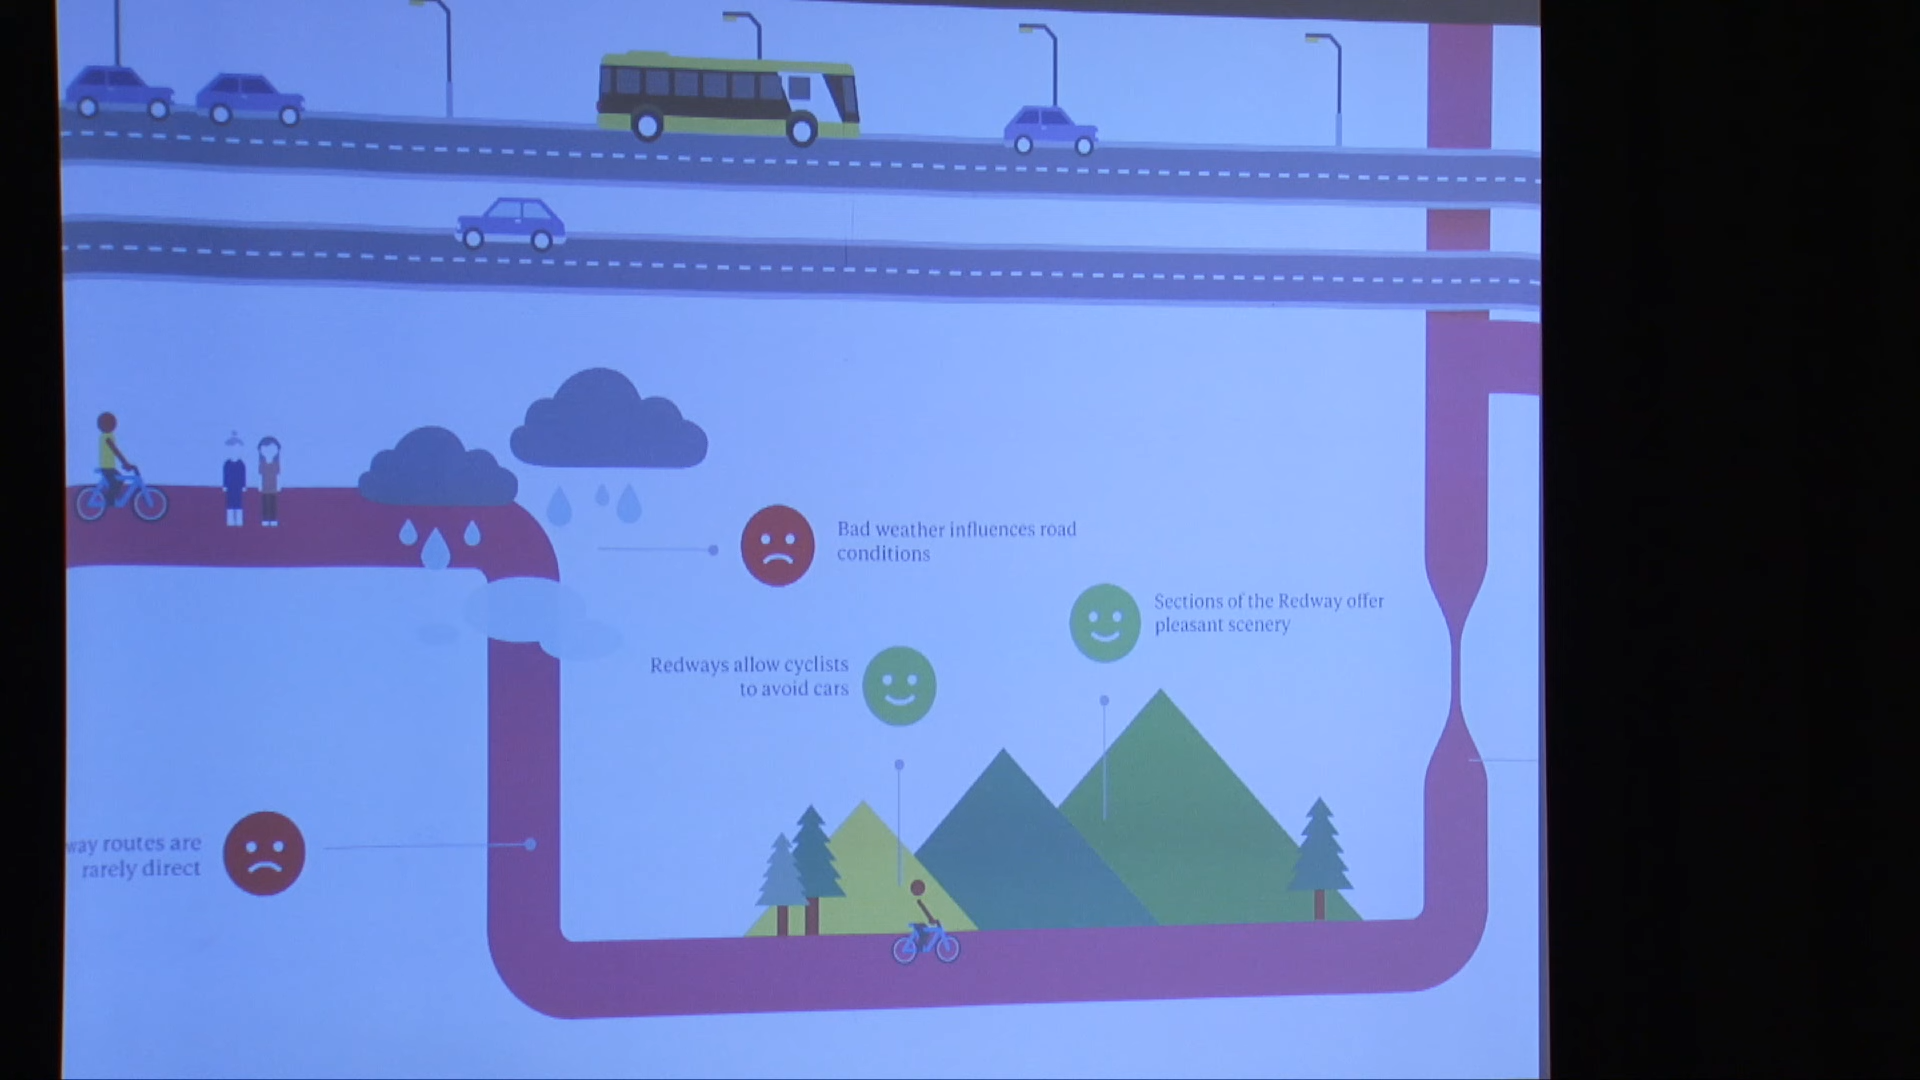 Bad weather influences road
conditions
Sections of the Redway offer
pleasant scenery
Redways allow cyclists
to avoid cars
way routes are
rarely direct